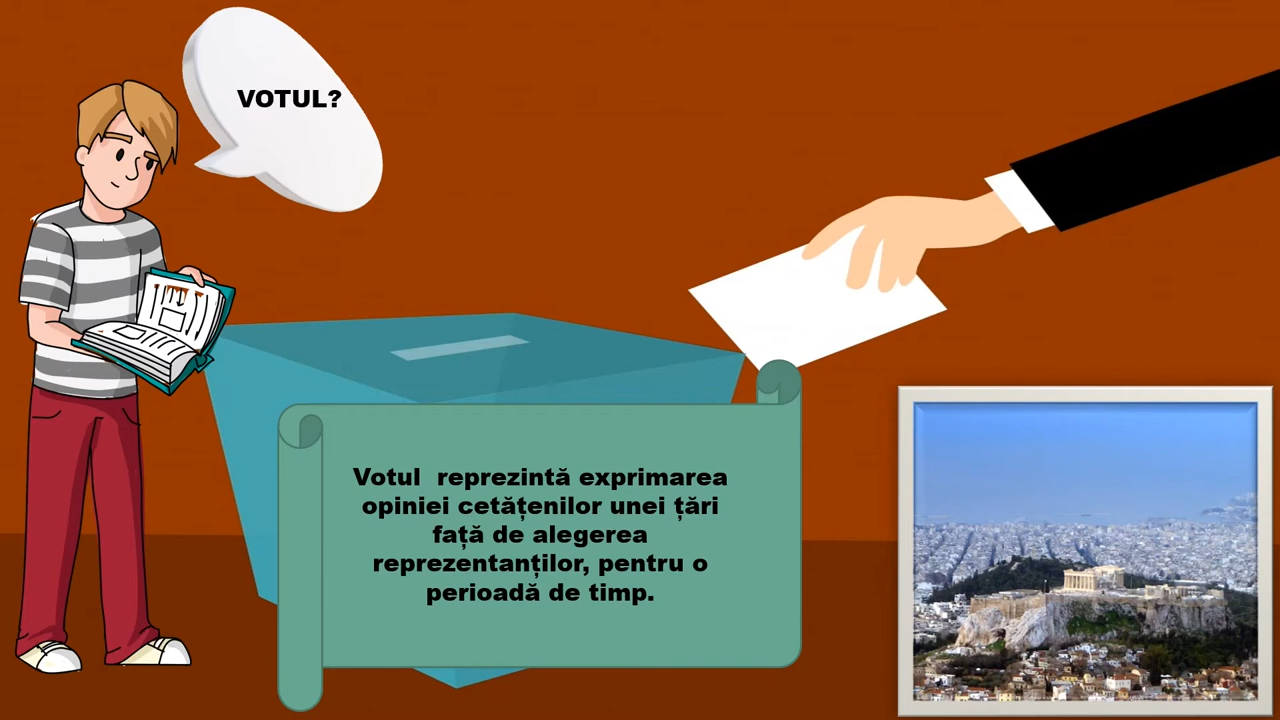 VOTUL?
Votul  reprezintă exprimarea
opiniei cetățenilor unei țări
față de alegerea
reprezentanților, pentru o
perioadă de timp.